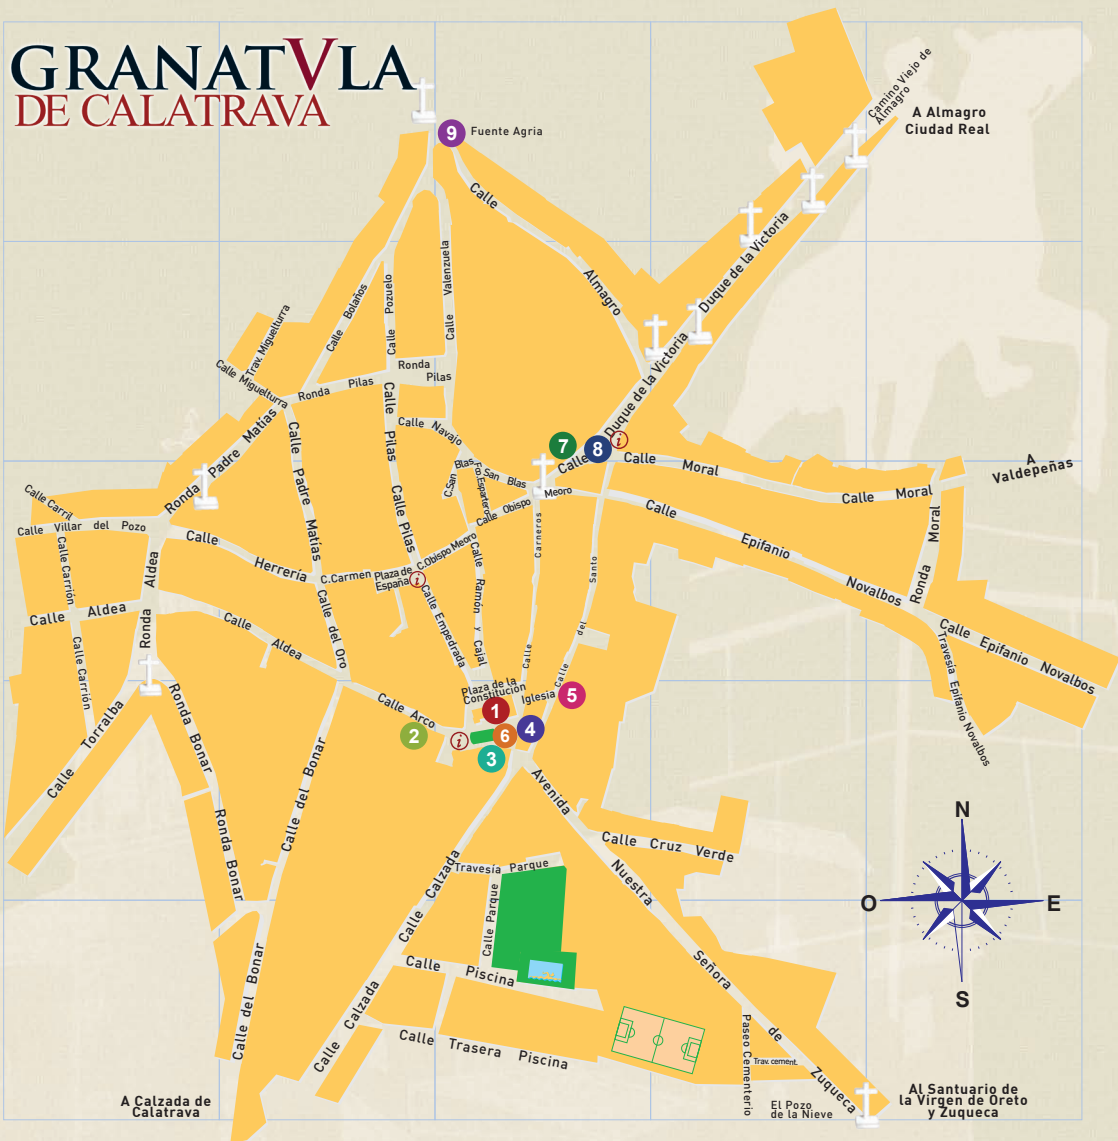 GRANATVLA
DE CALATRAVA
9
Fuente Agria
Camino Viejo de
Almagro
A Almagro
Ciudad Real
Calle
Almagro
Duque de la Victoria
Duque de la Victoria
Calle Valenzuela
Calle Pozuelo
Calle Bolaños
Trav. Miguelturra
Calle Miguelturra
Ronda Pilas
Ronda
Pilas
Ronda Padre Matías
Calle Padre Matías
Calle Pilas
Calle Pilas
Calle Navajo
C.San Blas
Fco.Espartero
San Blas
7
8
i
Calle
Calle Moral
Calle Moral
A
Valdepeñas
Ronda Moral
Calle Obispo Meoro
C.Obispo Meoro
Calle Epifanio Novalbos
Calle Epifanio Novalbos
Travesía Epifanio Novalbos
Calle Carril
Calle Villar del Pozo
Calle Carrión
Calle Carrión
Calle Aldea
Ronda Aldea
Calle Herrería
C.Carmen
Plaza de
España
i
Calle del Oro
Calle Empedrada
Calle Ramón y Cajal
Calle Carneros
Calle del Santo
Calle Aldea
Calle Arco
Plaza de la
Constitución
Iglesia
1
2
3
4
5
6
i
Calle Torralba
Ronda Bonar
Ronda Bonar
Calle del Bonar
Calle del Bonar
Avenida Nuestra Señora de Zuqueca
Calle Cruz Verde
Travesía Parque
Calle Parque
Calle Calzada
Calle Calzada
Calle Piscina
Calle Trasera Piscina
Paseo Cementerio
Trav. cement.
El Pozo
de la Nieve
N
O
E
S
A Calzada de
Calatrava
Al Santuario de
la Virgen de Oreto
y Zuqueca